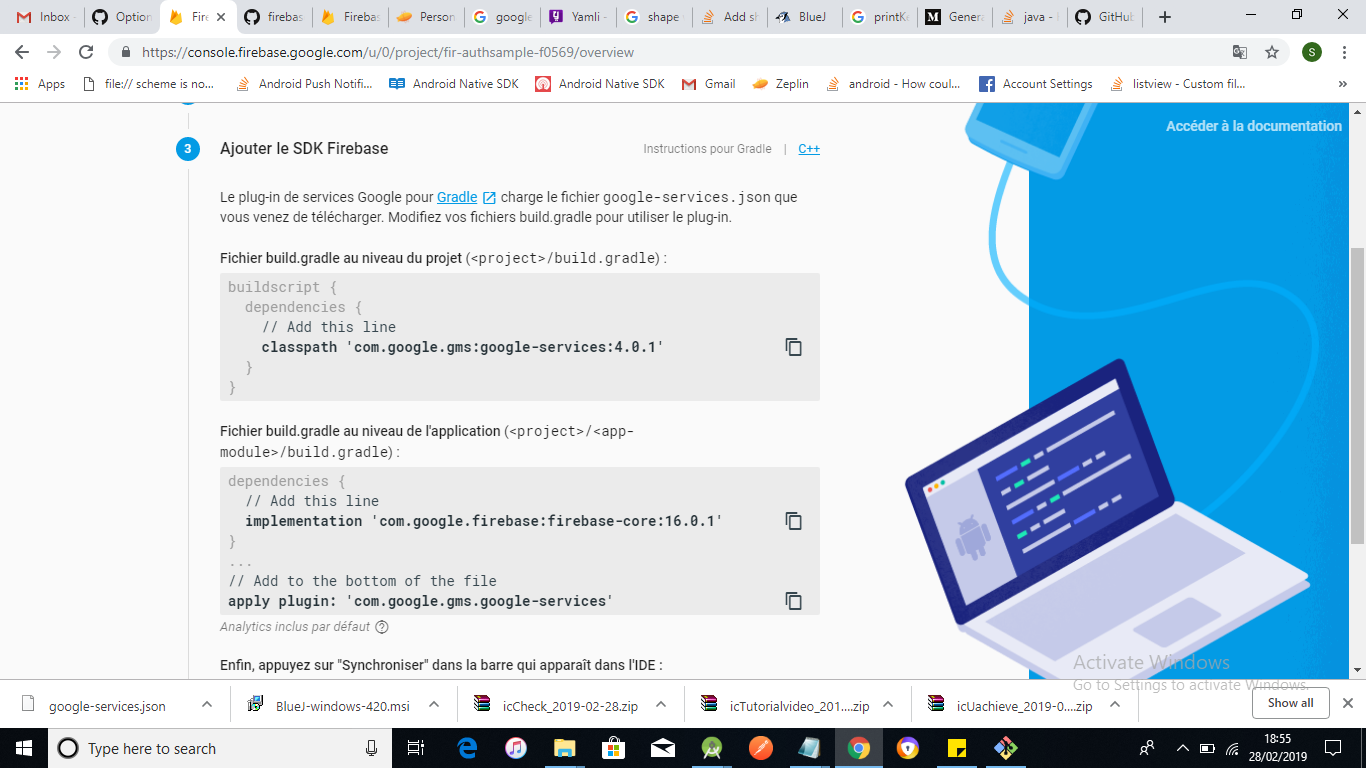 Inbox
Option
Fire
firebas
Firebas
Person
google
Yamli -
shape
Add sh
BlueJ
printKe
Genera
java -
GitHub
https://console.firebase.google.com/u/0/project/fir-authsample-f0569/overview
S
Apps
file:// scheme is no...
Android Push Notifi...
Android Native SDK
Android Native SDK
Gmail
Zeplin
android - How coul...
Account Settings
listview - Custom fil...
»
Accéder à la documentation
3
Ajouter le SDK Firebase
Instructions pour Gradle | C++
Le plug-in de services Google pour Gradle charge le fichier google-services.json que
vous venez de télécharger. Modifiez vos fichiers build.gradle pour utiliser le plug-in.
Fichier build.gradle au niveau du projet (<project>/build.gradle) :
buildscript {
dependencies {
// Add this line
classpath 'com.google.gms:google-services:4.0.1'
}
}
Fichier build.gradle au niveau de l'application (<project>/<app-
module>/build.gradle) :
dependencies {
// Add this line
implementation 'com.google.firebase:firebase-core:16.0.1'
}
...
// Add to the bottom of the file
apply plugin: 'com.google.gms.google-services'
Analytics inclus par défaut
Enfin, appuyez sur "Synchroniser" dans la barre qui apparaît dans l'IDE :
Activate Windows
Go to Settings to activate Windows.
google-services.json
BlueJ-windows-420.msi
icCheck_2019-02-28.zip
icTutorialvideo_201....zip
icUachieve_2019-0....zip
Show all
Type here to search
18:55
28/02/2019